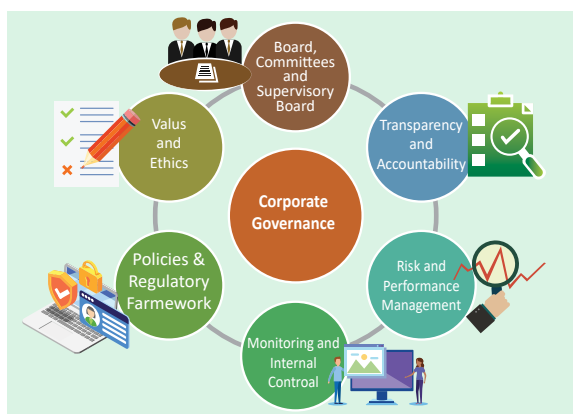 Board,
Committees
and
Supervisory
Board
Transparency
and
Accountability
Risk and
Performance
Management
Monitoring and
Internal
Controal
Policies &
Regulatory
Farmework
Valus
and
Ethics
Corporate
Governance